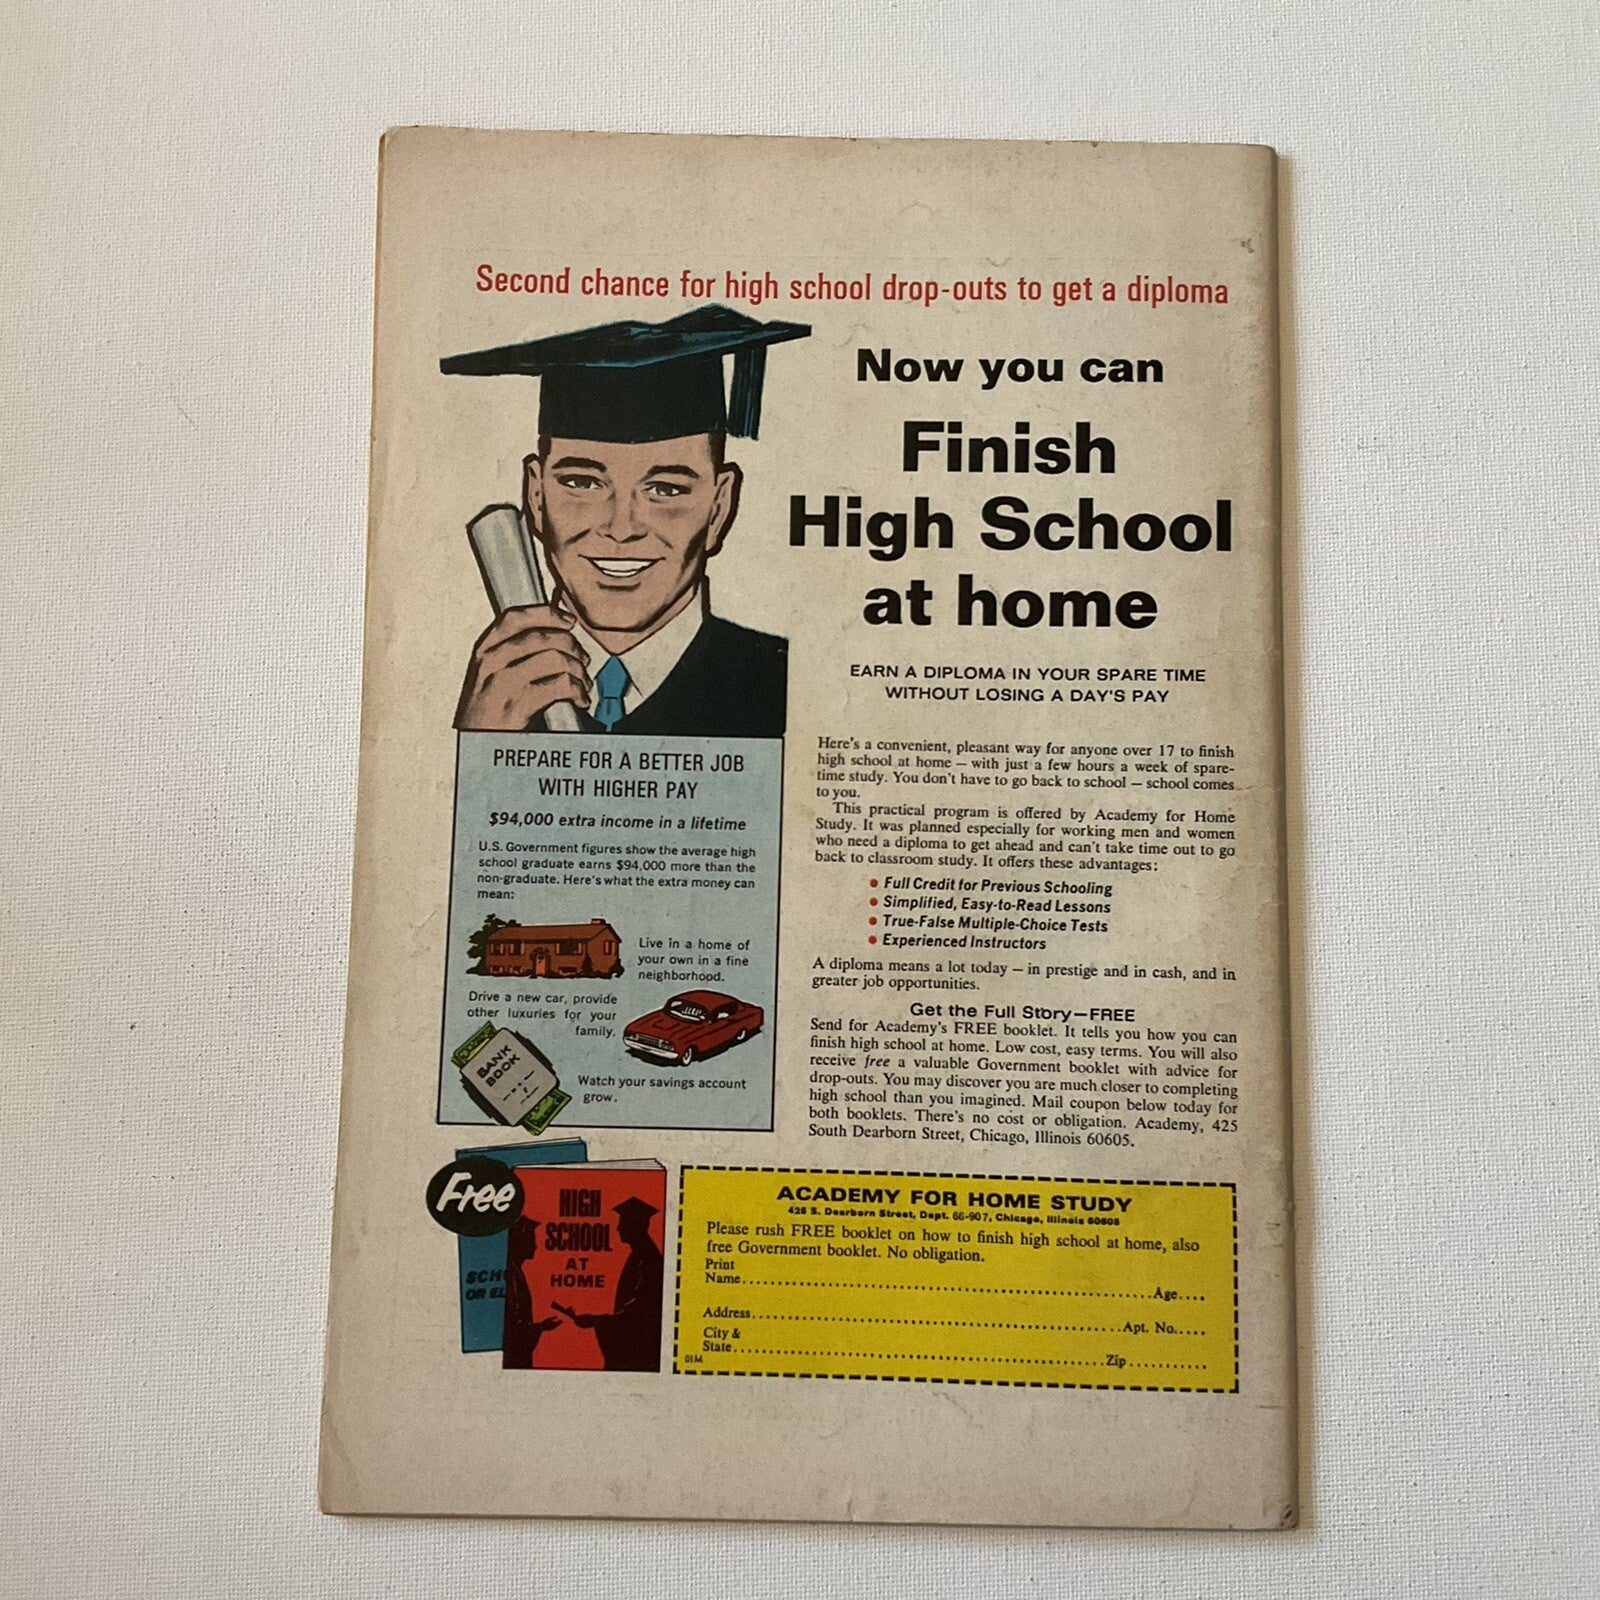 Second chance for high school drop-outs to get a diploma
Now you can
Finish
High School
at home
EARN A DIPLOMA IN YOUR SPARE TIME
WITHOUT LOSING A DAY'S PAY
PREPARE FOR A BETTER JOB
WITH HIGHER PAY
$94,000 extra income in a lifetime
U.S. Government figures show the average high
school graduate earns $94,000 more than the
non-graduate. Here's what the extra money can
mean:
Live in a home of
your own in a fine
neighborhood.
Drive a new car, provide
other luxuries for your
family.
BANK
BOOK
Watch your savings account
grow.
Here's a convenient, pleasant way for anyone over 17 to finish
high school at home — with just a few hours a week of spare-
time study. You don't have to go back to school — school comes
to you.
This practical program is offered by Academy for Home
Study. It was planned especially for working men and women
who need a diploma to get ahead and can't take time out to go
back to classroom study. It offers these advantages:
• Full Credit for Previous Schooling
• Simplified, Easy-to-Read Lessons
• True-False Multiple-Choice Tests
• Experienced Instructors
A diploma means a lot today — in prestige and in cash, and in
greater job opportunities.
Get the Full Story—FREE
Send for Academy's FREE booklet. It tells you how you can
finish high school at home. Low cost, easy terms. You will also
receive free a valuable Government booklet with advice for
drop-outs. You may discover you are much closer to completing
high school than you imagined. Mail coupon below today for
both booklets. There's no cost or obligation. Academy, 425
South Dearborn Street, Chicago, Illinois 60605.
Free
HIGH
SCHOOL
AT
HOME
SCHO
OR EL
ACADEMY FOR HOME STUDY
425 S. Dearborn Street, Dept. 66-907, Chicago, Illinois 60605
Please rush FREE booklet on how to finish high school at home, also
free Government booklet. No obligation.
Print
Name.......... Age....
Address.......... Apt. No.....
City &
State.......... Zip..........
01M